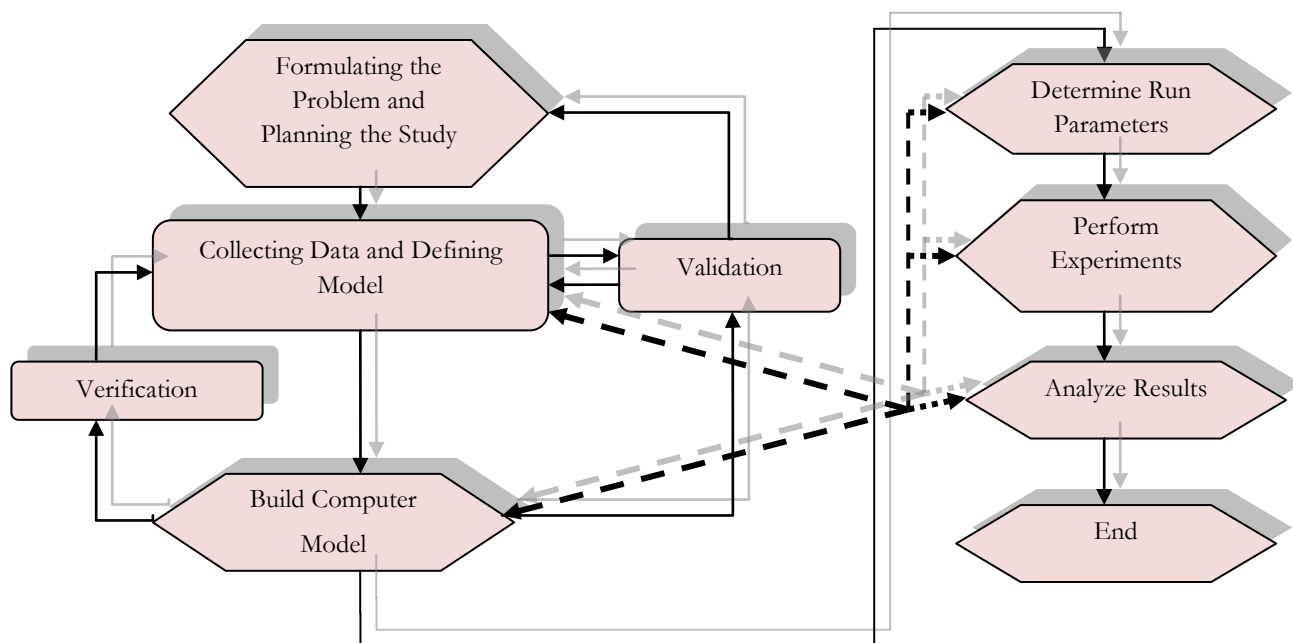 Formulating the
Problem and
Planning the Study
Collecting Data and Defining
Model
Validation
Verification
Build Computer
Model
Determine Run
Parameters
Perform
Experiments
Analyze Results
End